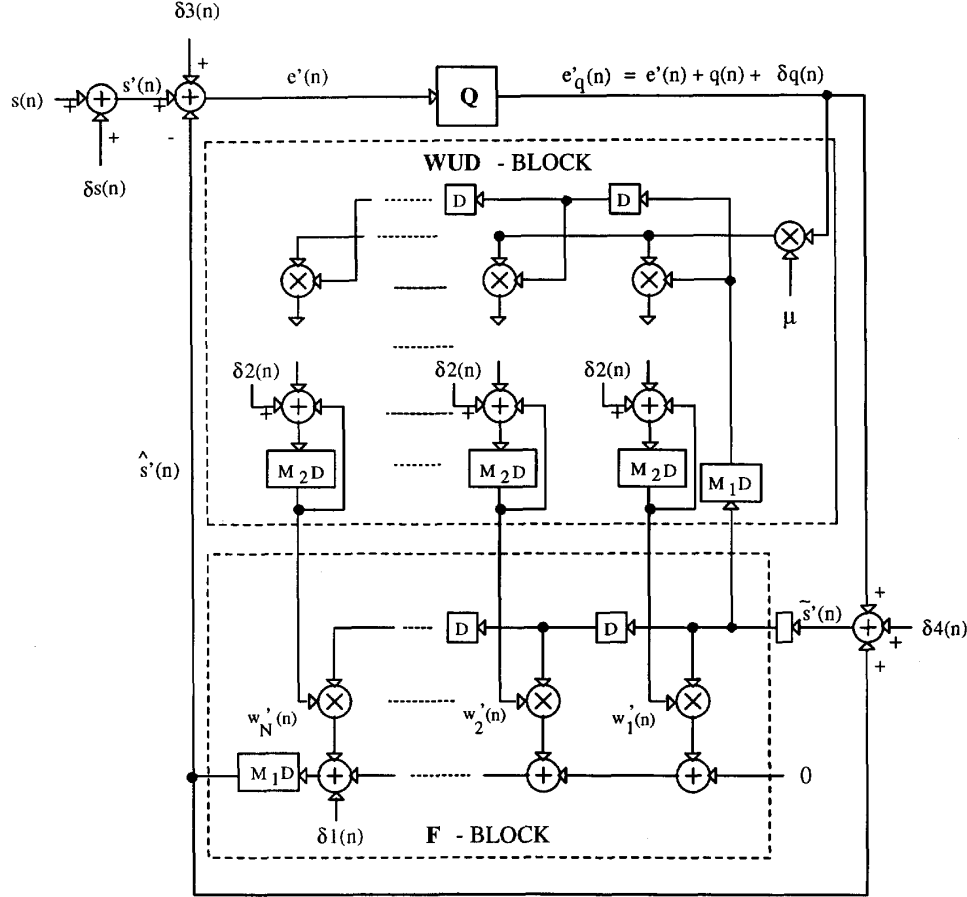 δ3(n)
s(n) + s'(n) + + e'(n) Q e'q(n) = e'(n) + q(n) + δq(n)
+ -
δs(n)
WUD - BLOCK
D D
μ
δ2(n) δ2(n) δ2(n)
+ + +
ŝ'(n) M2D M2D M2D M1D
D D s̃'(n) + + δ4(n)
+
w'N(n) w'2(n) w'1(n)
M1D 0
δ1(n)
F - BLOCK